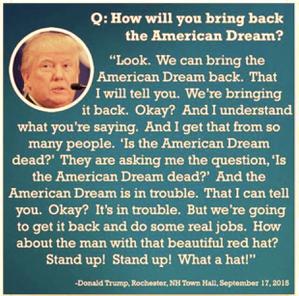 Q: How will you bring back
the American Dream?
“Look. We can bring the
American Dream back. That
I will tell you. We’re bringing
it back. Okay? And I understand
what you’re saying. And I get that from so
many people. ‘Is the American Dream
dead?’ They are asking me the question, ‘Is
the American Dream dead?’ And the
American Dream is in trouble. That I can tell
you. Okay? It’s in trouble. But we’re going
to get it back and do some real jobs. How
about the man with that beautiful red hat?
Stand up! Stand up! What a hat!”
-Donald Trump, Rochester, NH Town Hall, September 17, 2015